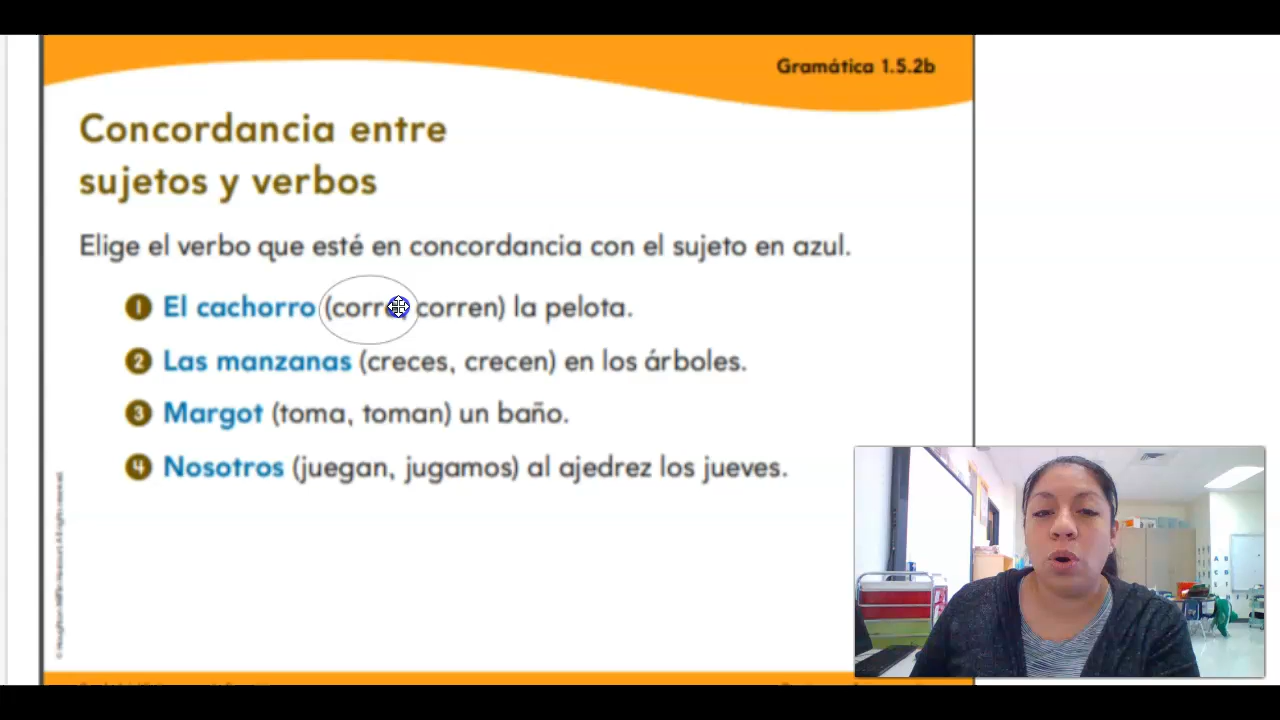 Gramática 1.5.2b
Concordancia entre
sujetos y verbos
Elige el verbo que esté en concordancia con el sujeto en azul.
1 El cachorro (corre, corren) la pelota.
2 Las manzanas (creces, crecen) en los árboles.
3 Margot (toma, toman) un baño.
4 Nosotros (juegan, jugamos) al ajedrez los jueves.